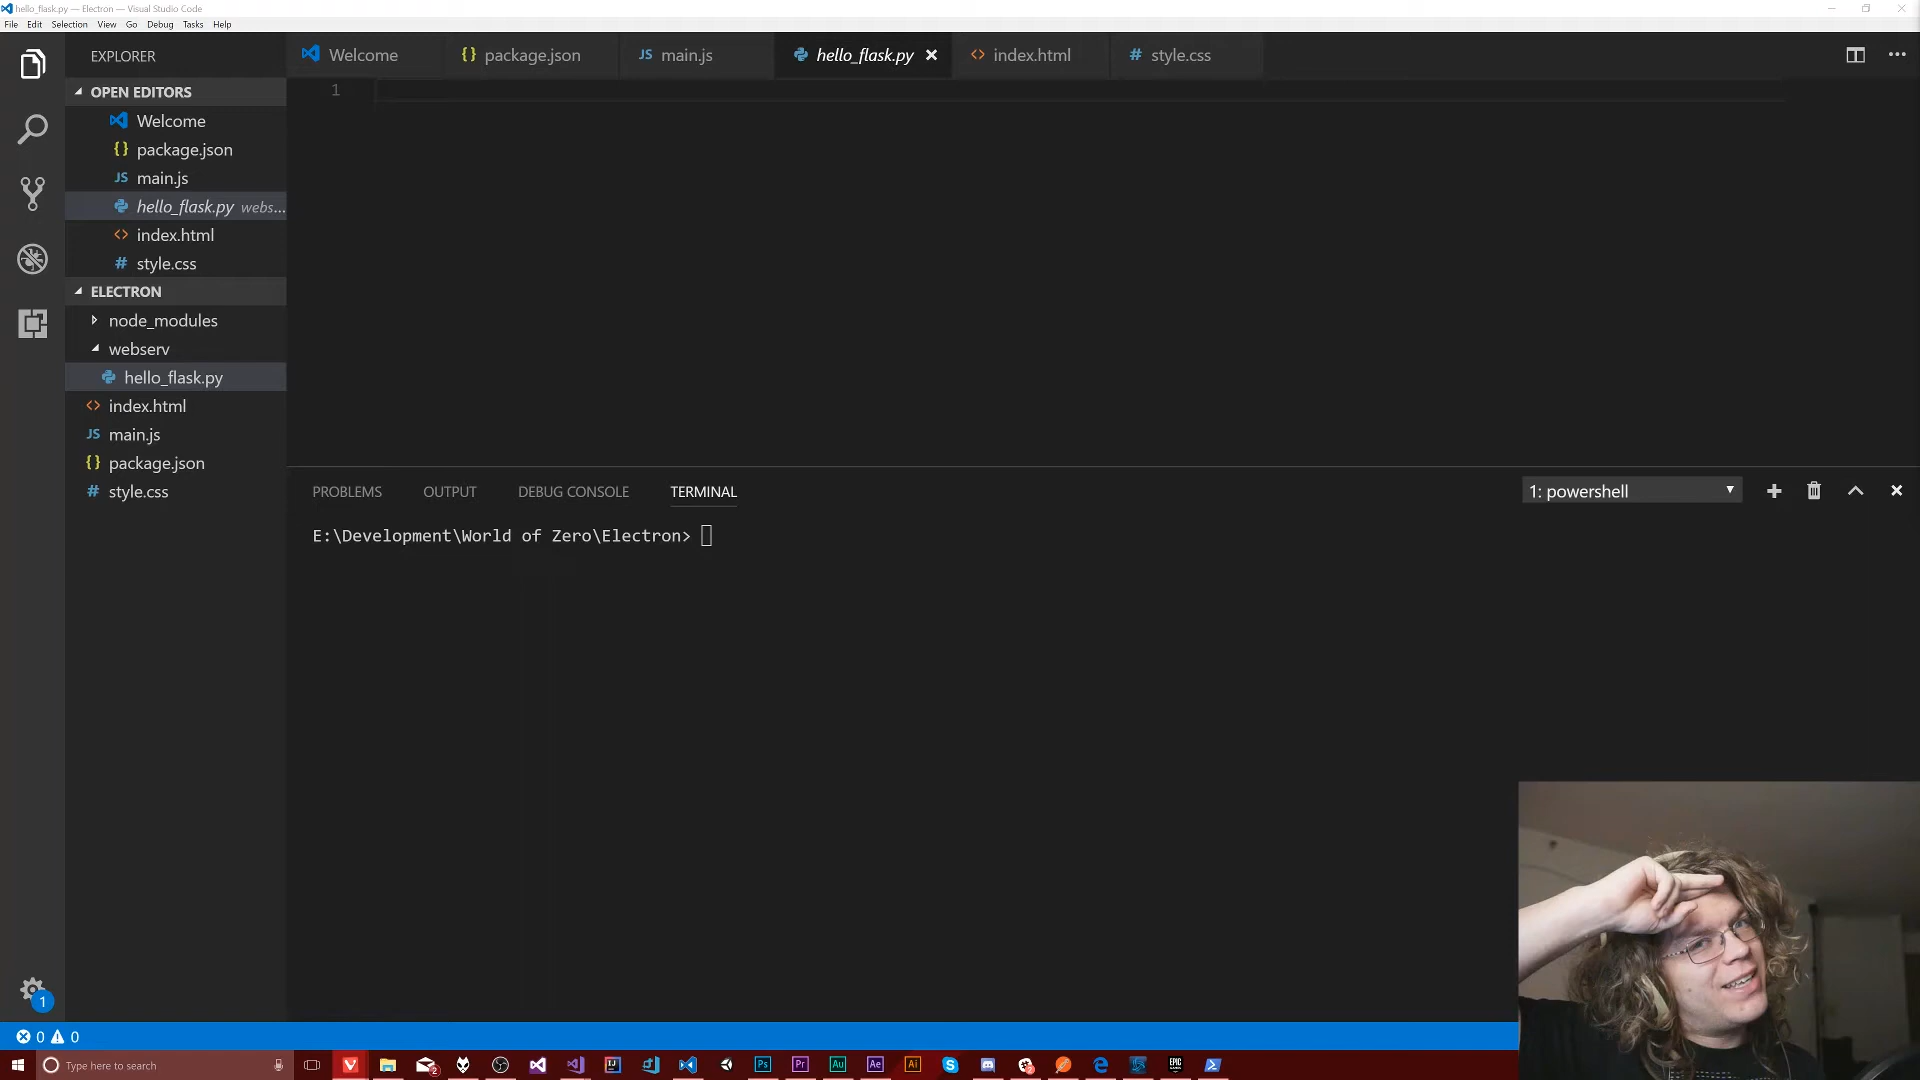 hello_flask.py — Electron — Visual Studio Code
File Edit Selection View Go Debug Tasks Help
EXPLORER
OPEN EDITORS
Welcome
package.json
main.js
hello_flask.py webs...
index.html
style.css
ELECTRON
node_modules
webserv
hello_flask.py
index.html
main.js
package.json
style.css
Welcome package.json JS main.js hello_flask.py index.html # style.css
1
PROBLEMS OUTPUT DEBUG CONSOLE TERMINAL 1: powershell
E:\Development\World of Zero\Electron>
1
0 0
Type here to search